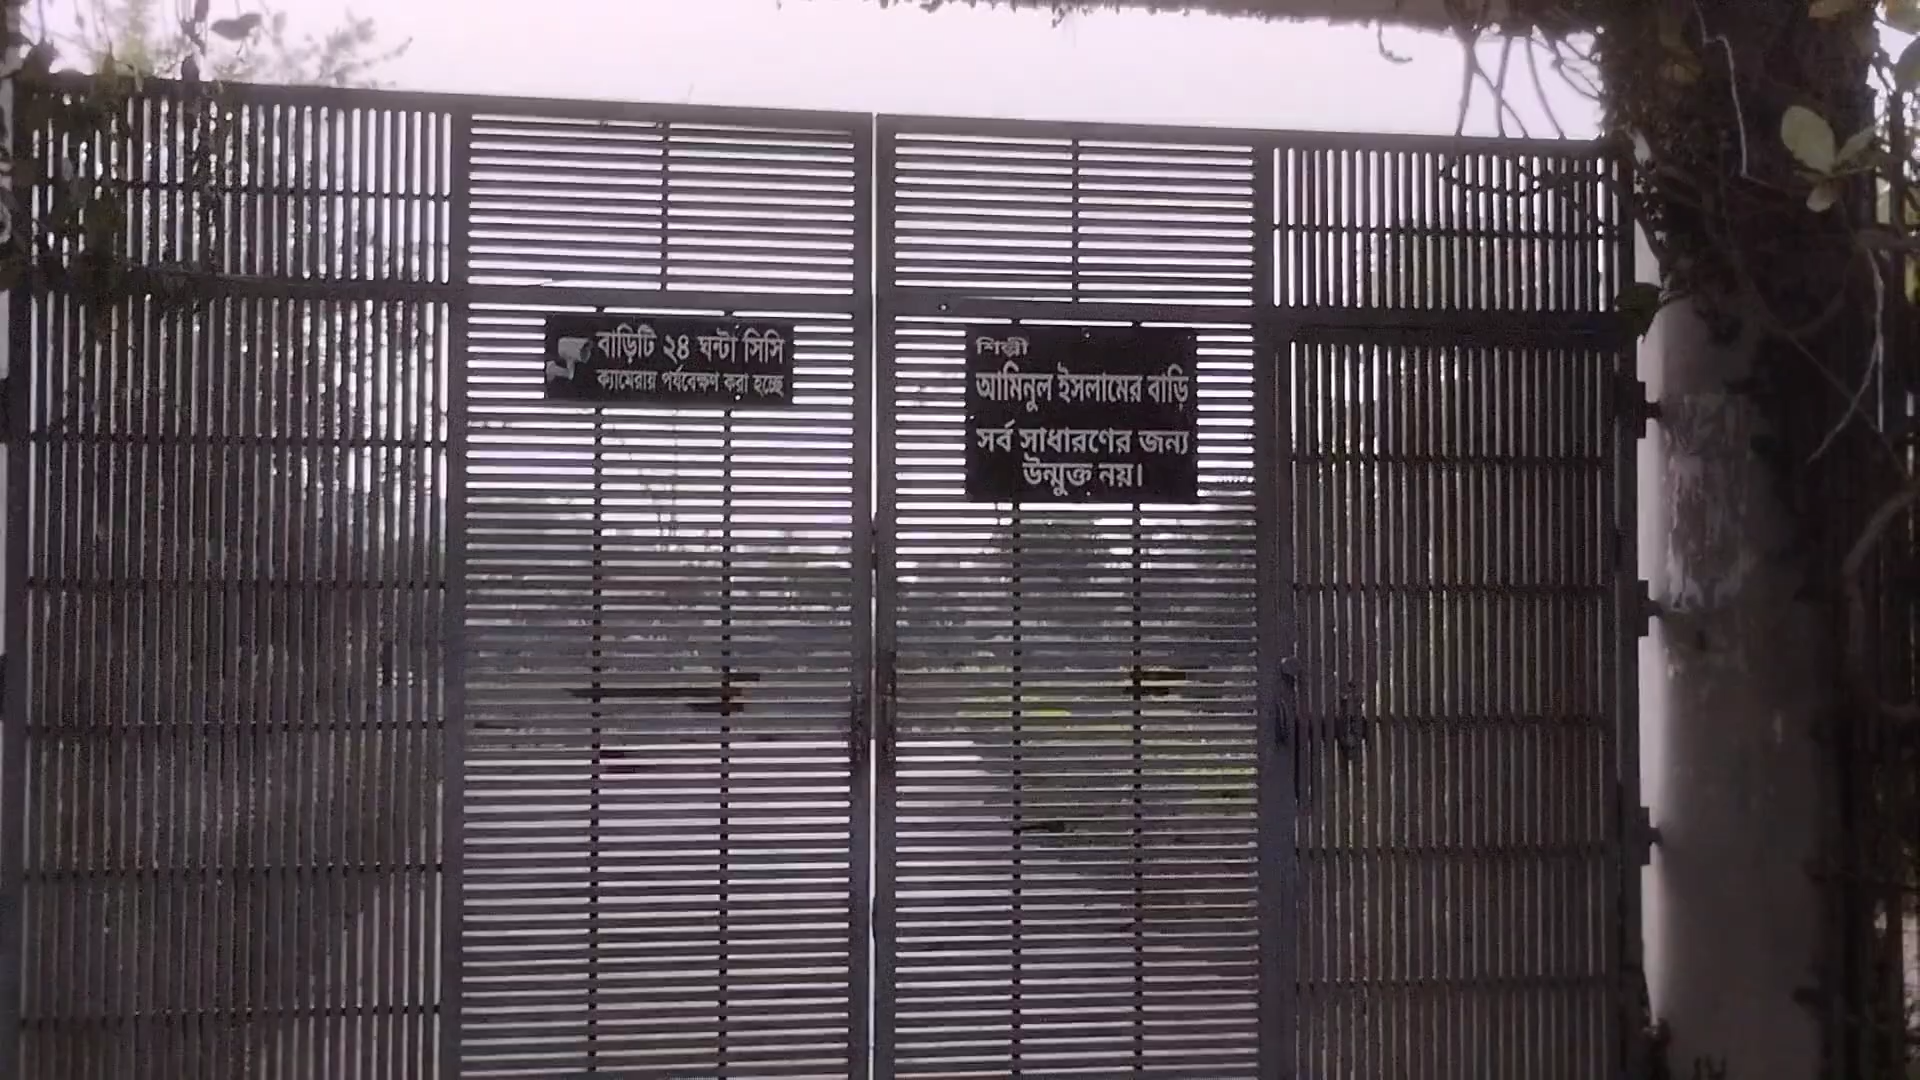 বাড়িটি ২৪ ঘন্টা সিসি
ক্যামেরায় পর্যবেক্ষণ করা হচ্ছে
শিল্পী
আমিনুল ইসলামের বাড়ি
সর্ব সাধারণের জন্য
উন্মুক্ত নয়।